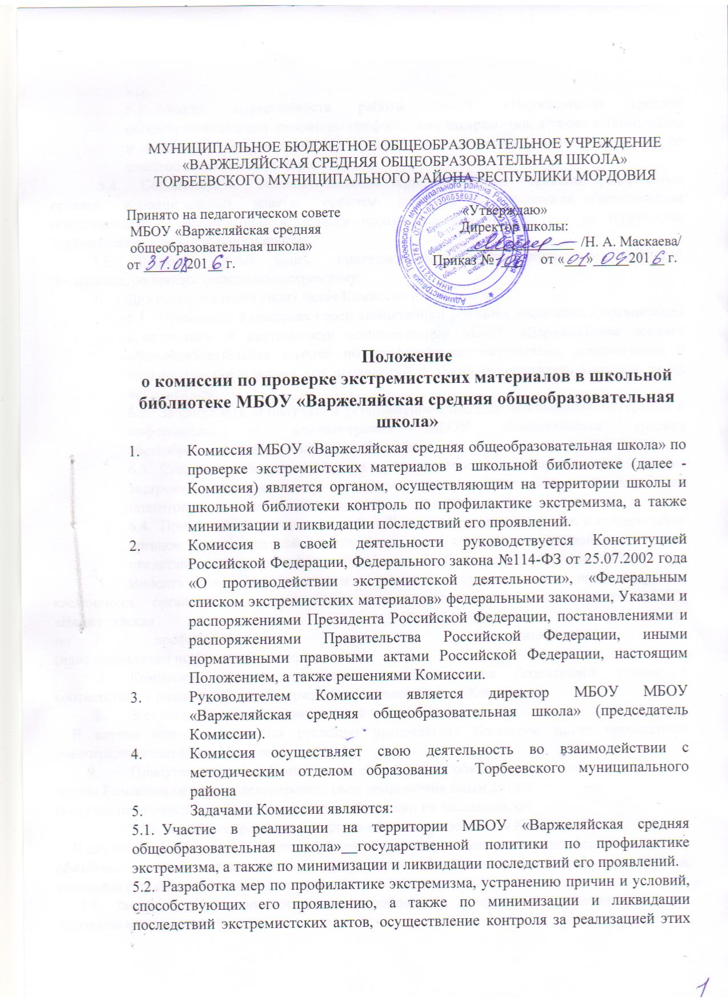 МУНИЦИПАЛЬНОЕ БЮДЖЕТНОЕ ОБЩЕОБРАЗОВАТЕЛЬНОЕ УЧРЕЖДЕНИЕ
«ВАРЖЕЛЯЙСКАЯ СРЕДНЯЯ ОБЩЕОБРАЗОВАТЕЛЬНАЯ ШКОЛА»
ТОРБЕЕВСКОГО МУНИЦИПАЛЬНОГО РАЙОНА РЕСПУБЛИКИ МОРДОВИЯ
Принято на педагогическом совете
МБОУ «Варжеляйская средняя
общеобразовательная школа»
от 31.08 2016 г.
«Утверждаю»
Директор школы:
/Н. А. Маскаева/
Приказ № 106 от «01» 09 2016 г.
Положение
о комиссии по проверке экстремистских материалов в школьной
библиотеке МБОУ «Варжеляйская средняя общеобразовательная
школа»
1. Комиссия МБОУ «Варжеляйская средняя общеобразовательная школа» по
проверке экстремистских материалов в школьной библиотеке (далее -
Комиссия) является органом, осуществляющим на территории школы и
школьной библиотеки контроль по профилактике экстремизма, а также
минимизации и ликвидации последствий его проявлений.
2. Комиссия в своей деятельности руководствуется Конституцией
Российской Федерации, Федерального закона №114-ФЗ от 25.07.2002 года
«О противодействии экстремистской деятельности», «Федеральным
списком экстремистских материалов» федеральными законами, Указами и
распоряжениями Президента Российской Федерации, постановлениями и
распоряжениями Правительства Российской Федерации, иными
нормативными правовыми актами Российской Федерации, настоящим
Положением, а также решениями Комиссии.
3. Руководителем Комиссии является директор МБОУ МБОУ
«Варжеляйская средняя общеобразовательная школа» (председатель
Комиссии).
4. Комиссия осуществляет свою деятельность во взаимодействии с
методическим отделом образования Торбеевского муниципального
района
5. Задачами Комиссии являются:
5.1. Участие в реализации на территории МБОУ «Варжеляйская средняя
общеобразовательная школа»__государственной политики по профилактике
экстремизма, а также по минимизации и ликвидации последствий его проявлений.
5.2. Разработка мер по профилактике экстремизма, устранению причин и условий,
способствующих его проявлению, а также по минимизации и ликвидации
последствий экстремистских актов, осуществление контроля за реализацией этих
1